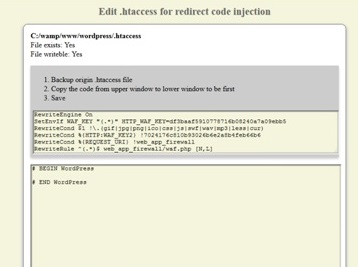 Edit .htaccess for redirect code injection
C:/wamp/www/wordpress/.htaccess
File exists: Yes
File writeble: Yes
1. Backup origin .htaccess file
2. Copy the code from upper window to lower window to be first
3. Save
RewriteEngine On
SetEnvIf WAF_KEY "(.*)" HTTP_WAF_KEY=df3baaf5910778716b08240a7a09ebb5
RewriteCond $1 !\.(gif|jpg|png|ico|css|js|swf|wav|mp3|less|cur)
RewriteCond %{HTTP:WAF_KEY2} !7024176c810b93026b6e2a8b4feb66b6
RewriteCond %{REQUEST_URI} !web_app_firewall
RewriteRule ^(.*)$ web_app_firewall/waf.php [N,L]
# BEGIN WordPress
# END WordPress